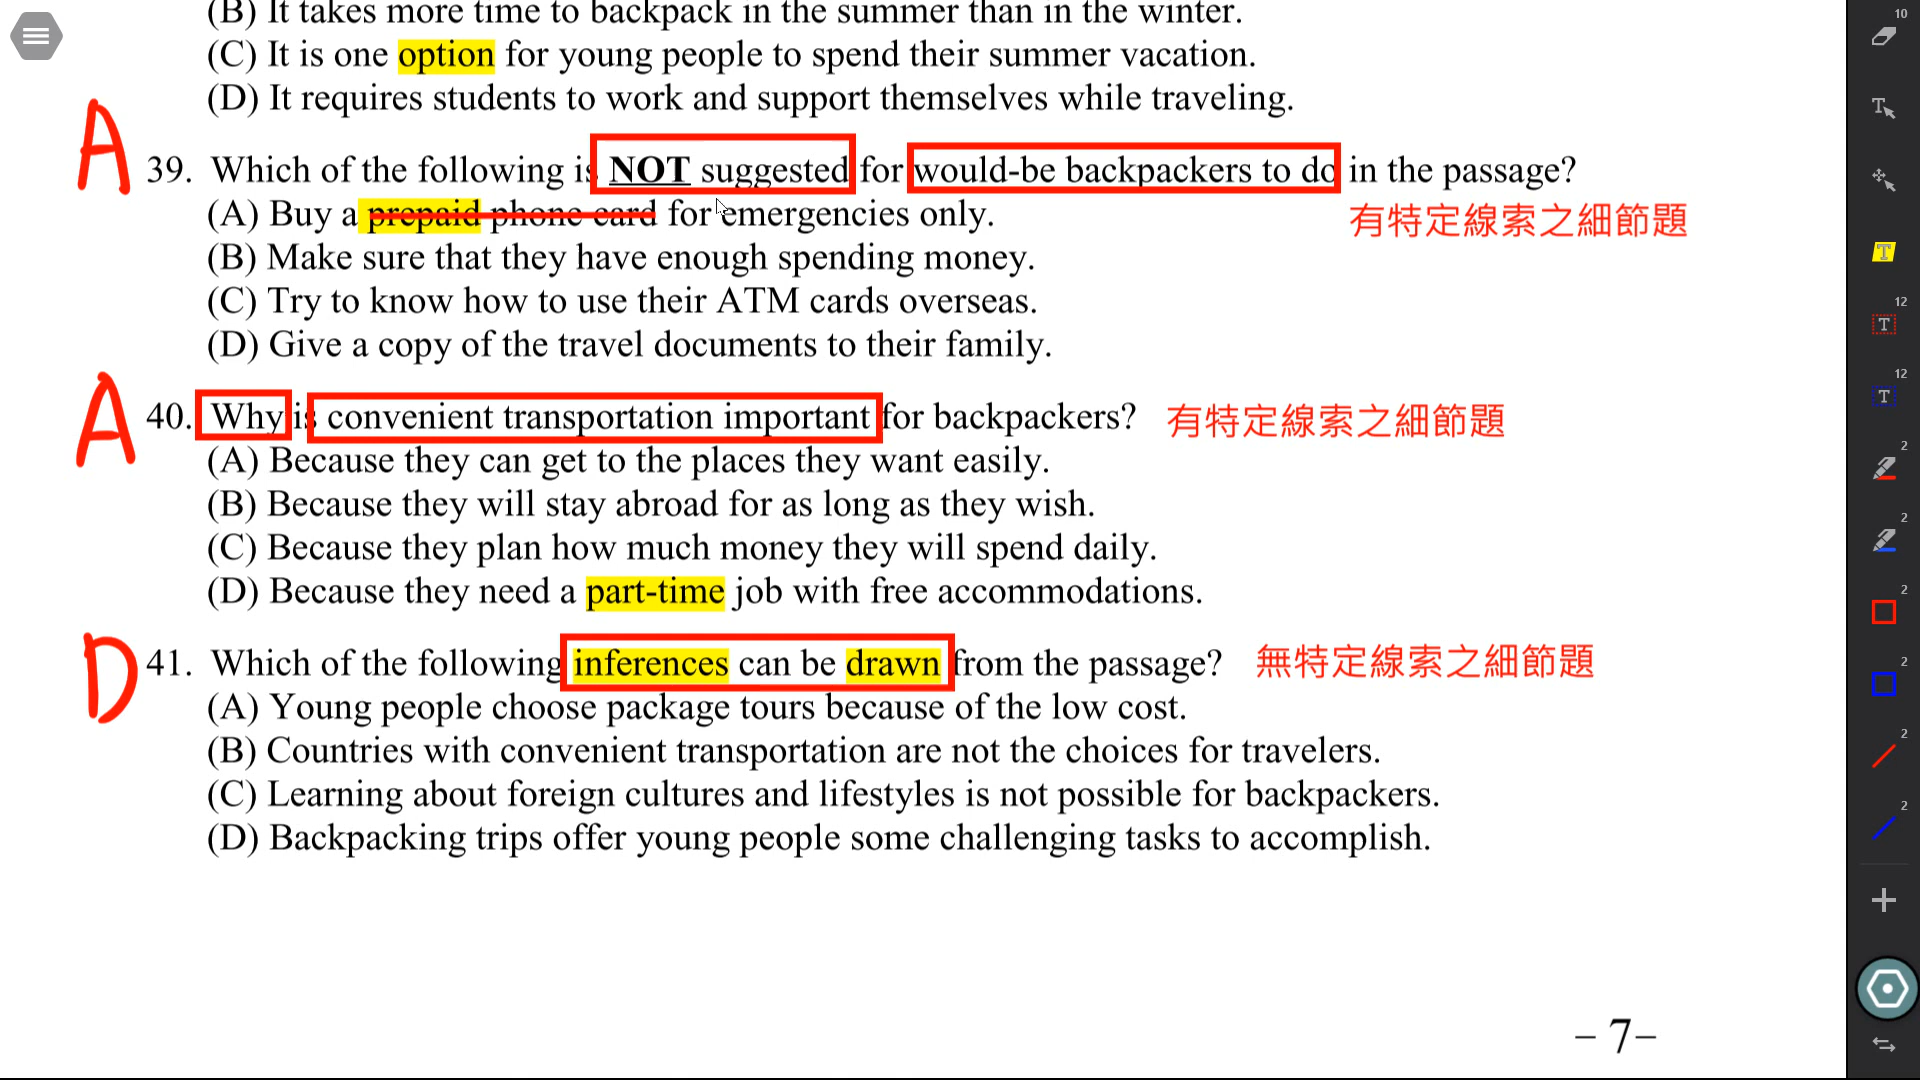 (B) It takes more time to backpack in the summer than in the winter.
(C) It is one option for young people to spend their summer vacation.
(D) It requires students to work and support themselves while traveling.
A
39. Which of the following is NOT suggested for would-be backpackers to do in the passage?
(A) Buy a prepaid phone card for emergencies only.
有特定線索之細節題
(B) Make sure that they have enough spending money.
(C) Try to know how to use their ATM cards overseas.
(D) Give a copy of the travel documents to their family.
A
40. Why is convenient transportation important for backpackers? 有特定線索之細節題
(A) Because they can get to the places they want easily.
(B) Because they will stay abroad for as long as they wish.
(C) Because they plan how much money they will spend daily.
(D) Because they need a part-time job with free accommodations.
D
41. Which of the following inferences can be drawn from the passage? 無特定線索之細節題
(A) Young people choose package tours because of the low cost.
(B) Countries with convenient transportation are not the choices for travelers.
(C) Learning about foreign cultures and lifestyles is not possible for backpackers.
(D) Backpacking trips offer young people some challenging tasks to accomplish.
– 7–
10
T
T
12
T
12
T
2
2
2
2
2
2